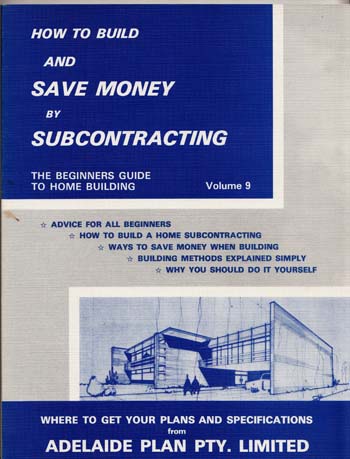 HOW TO BUILD
AND
SAVE MONEY
BY
SUBCONTRACTING
THE BEGINNERS GUIDE
TO HOME BUILDING
Volume 9
☆ ADVICE FOR ALL BEGINNERS
☆ HOW TO BUILD A HOME SUBCONTRACTING
☆ WAYS TO SAVE MONEY WHEN BUILDING
☆ BUILDING METHODS EXPLAINED SIMPLY
☆ WHY YOU SHOULD DO IT YOURSELF
WHERE TO GET YOUR PLANS AND SPECIFICATIONS
from
ADELAIDE PLAN PTY. LIMITED